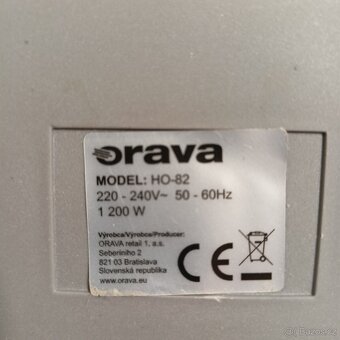 orava
MODEL: HO-82
220 - 240V~ 50 - 60Hz
1 200 W
Výrobca/Výrobce/Producer:
ORAVA retail 1, a.s.
Seberíniho 2
821 03 Bratislava
Slovenská republika
www.orava.eu
CE